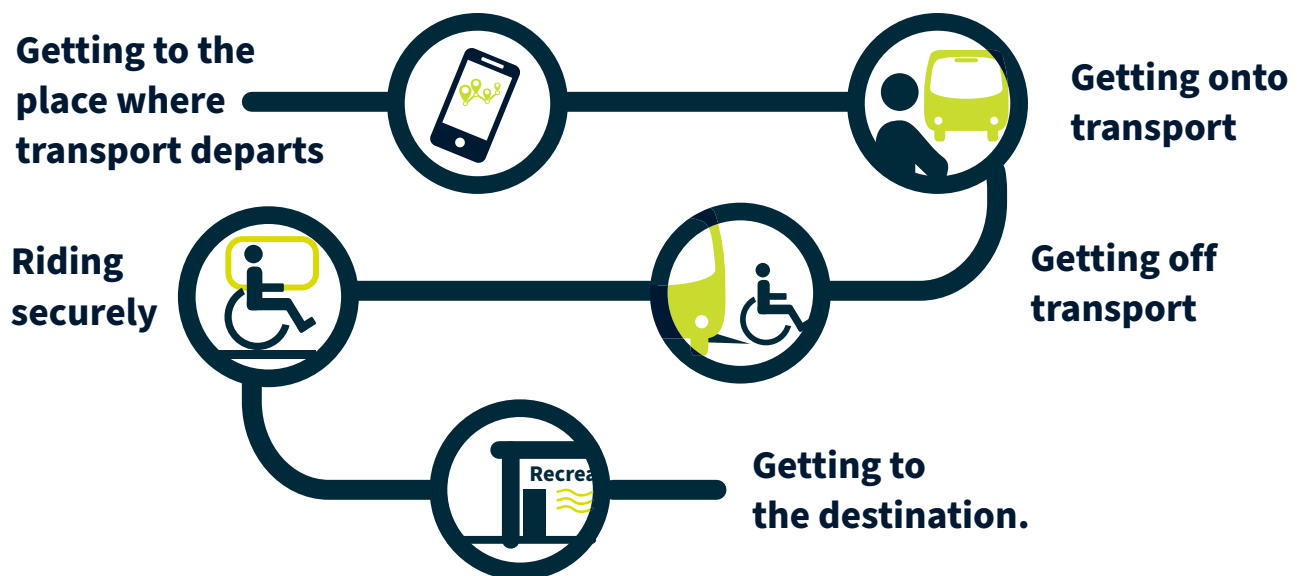 Getting to the
place where
transport departs
Getting onto
transport
Riding
securely
Getting off
transport
Recrea
Getting to
the destination.